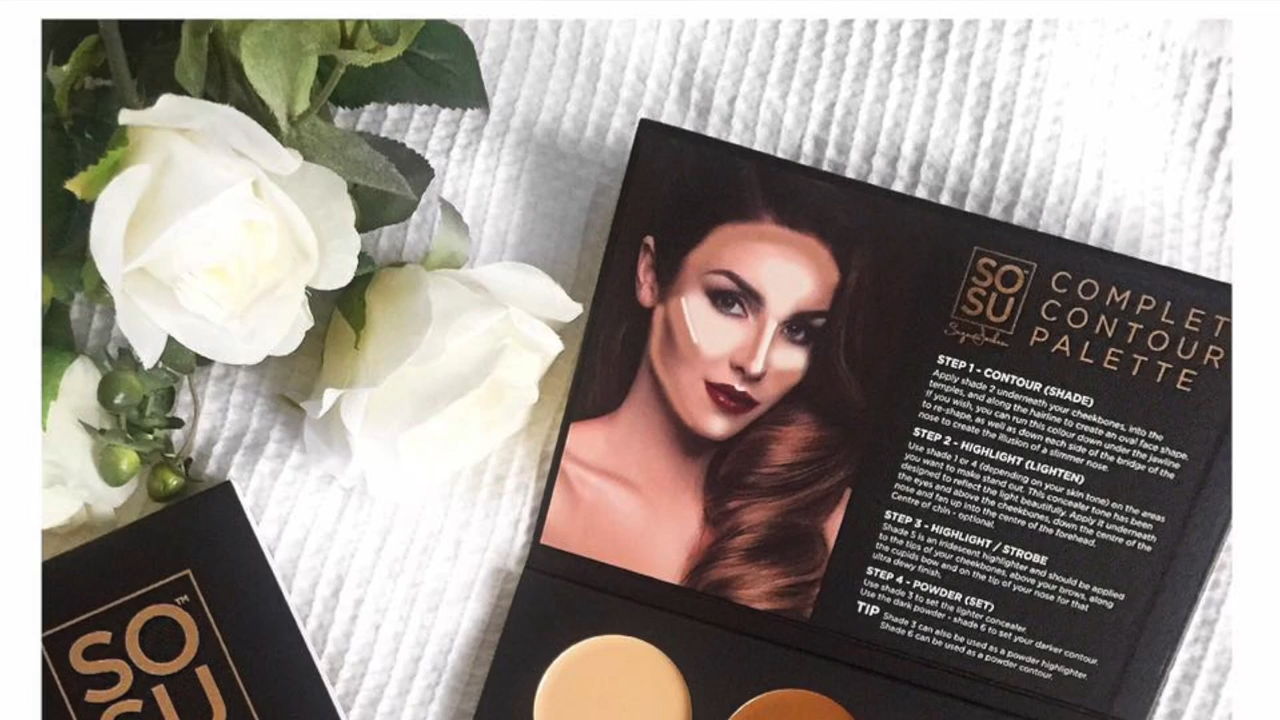 SO
SU
COMPLET
CONTOUR
PALETTE
STEP 1 - CONTOUR (SHADE)
Apply shade 2 underneath your cheekbones, into the
temples, and along the hairline to create an oval face shape.
If you wish, you can run this colour down under the jawline
to re-shape, as well as down each side of the bridge of the
nose to create the illusion of a slimmer nose.
STEP 2 - HIGHLIGHT (LIGHTEN)
Use shade 1 or 4 (depending on your skin tone) on the areas
you want to make stand out. This concealer tone has been
designed to reflect the light beautifully. Apply it underneath
the eyes and above the cheekbones, down the centre of the
nose and fan up into the centre of the forehead.
Centre of chin - optional.
STEP 3 - HIGHLIGHT / STROBE
Shade 5 is an iridescent highlighter and should be applied
to the tips of your cheekbones, above your brows, along
the cupids bow and on the tip of your nose for that
ultra dewy finish.
STEP 4 - POWDER (SET)
Use shade 3 to set the lighter concealer.
Use the dark powder - shade 6 to set your darker contour.
TIP Shade 3 can also be used as a powder highlighter.
Shade 6 can be used as a powder contour.
SO™
SU